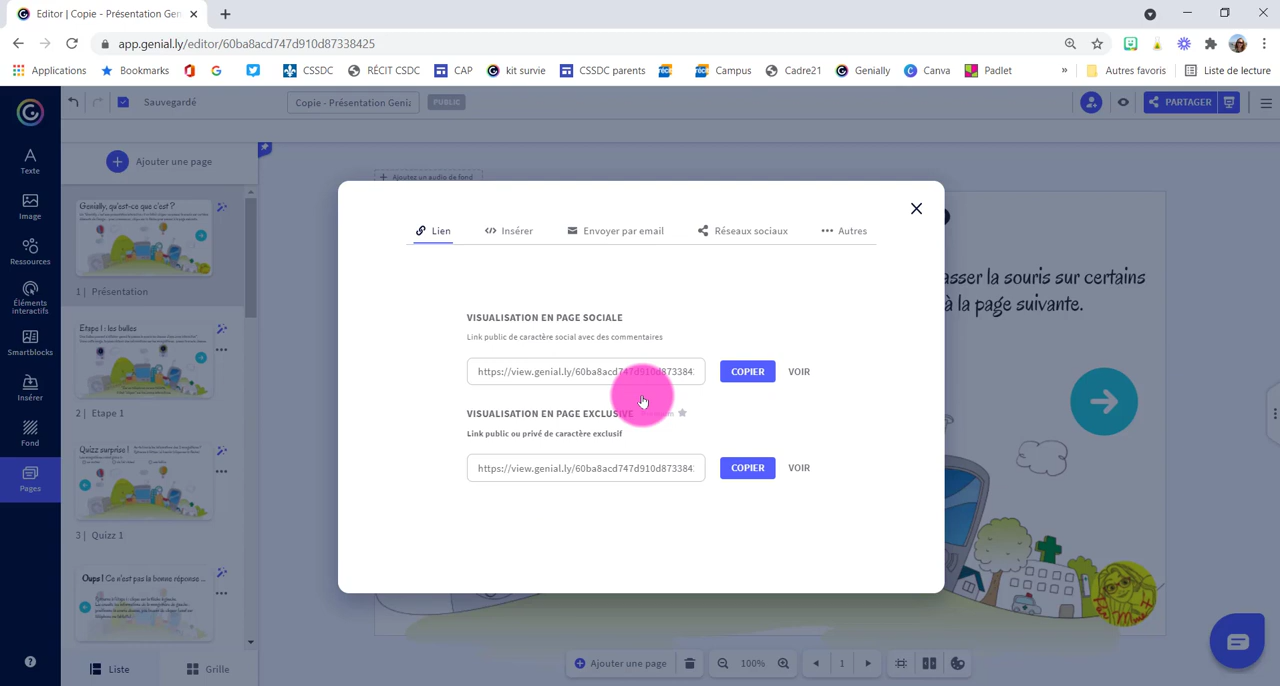 Editor | Copie - Présentation Geni
app.genial.ly/editor/60ba8acd747d910d87338425
Applications
Bookmarks
CSSDC
RÉCIT CSDC
CAP
kit survie
CSSDC parents
Campus
Cadre21
Genially
Canva
Padlet
»
Autres favoris
Liste de lecture
Sauvegardé
Copie - Présentation Genia
PUBLIC
PARTAGER
Texte
Image
Ressources
Éléments interactifs
Smartblocks
Insérer
Fond
Pages
Ajouter une page
Genially, qu'est-ce que c'est ?
1 | Présentation
Etape 1 : les bulles
2 | Etape 1
Quizz surprise !
3 | Quizz 1
Oups ! Ce n'est pas la bonne réponse ...
Liste
Grille
Ajoutez un audio de fond
asser la souris sur certains
à la page suivante.
Lien
Insérer
Envoyer par email
Réseaux sociaux
Autres
VISUALISATION EN PAGE SOCIALE
Link public de caractère social avec des commentaires
https://view.genial.ly/60ba8acd747d910d873384
COPIER
VOIR
VISUALISATION EN PAGE EXCLUSIVE
Link public ou privé de caractère exclusif
https://view.genial.ly/60ba8acd747d910d873384
COPIER
VOIR
Ajouter une page
100%
1